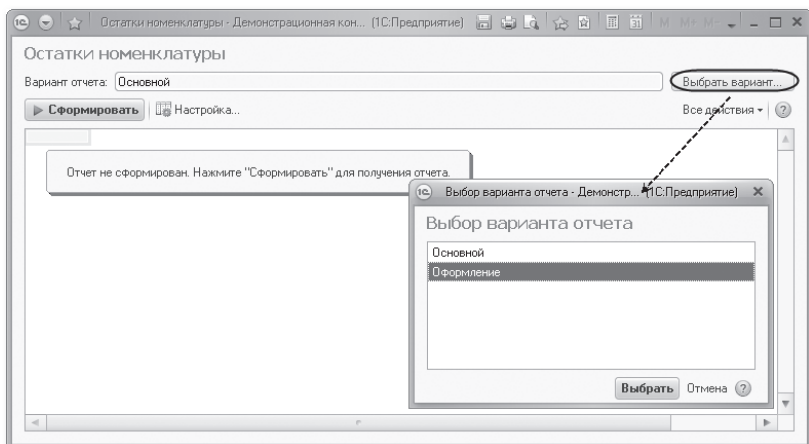 Остатки номенклатуры - Демонстрационная кон... (1С:Предприятие) M M+ M-
Остатки номенклатуры
Вариант отчета: Основной Выбрать вариант...
Сформировать Настройка... Все действия
Отчет не сформирован. Нажмите "Сформировать" для получения отчета.
Выбор варианта отчета - Демонстр... (1С:Предприятие)
Выбор варианта отчета
Основной
Оформление
Выбрать Отмена